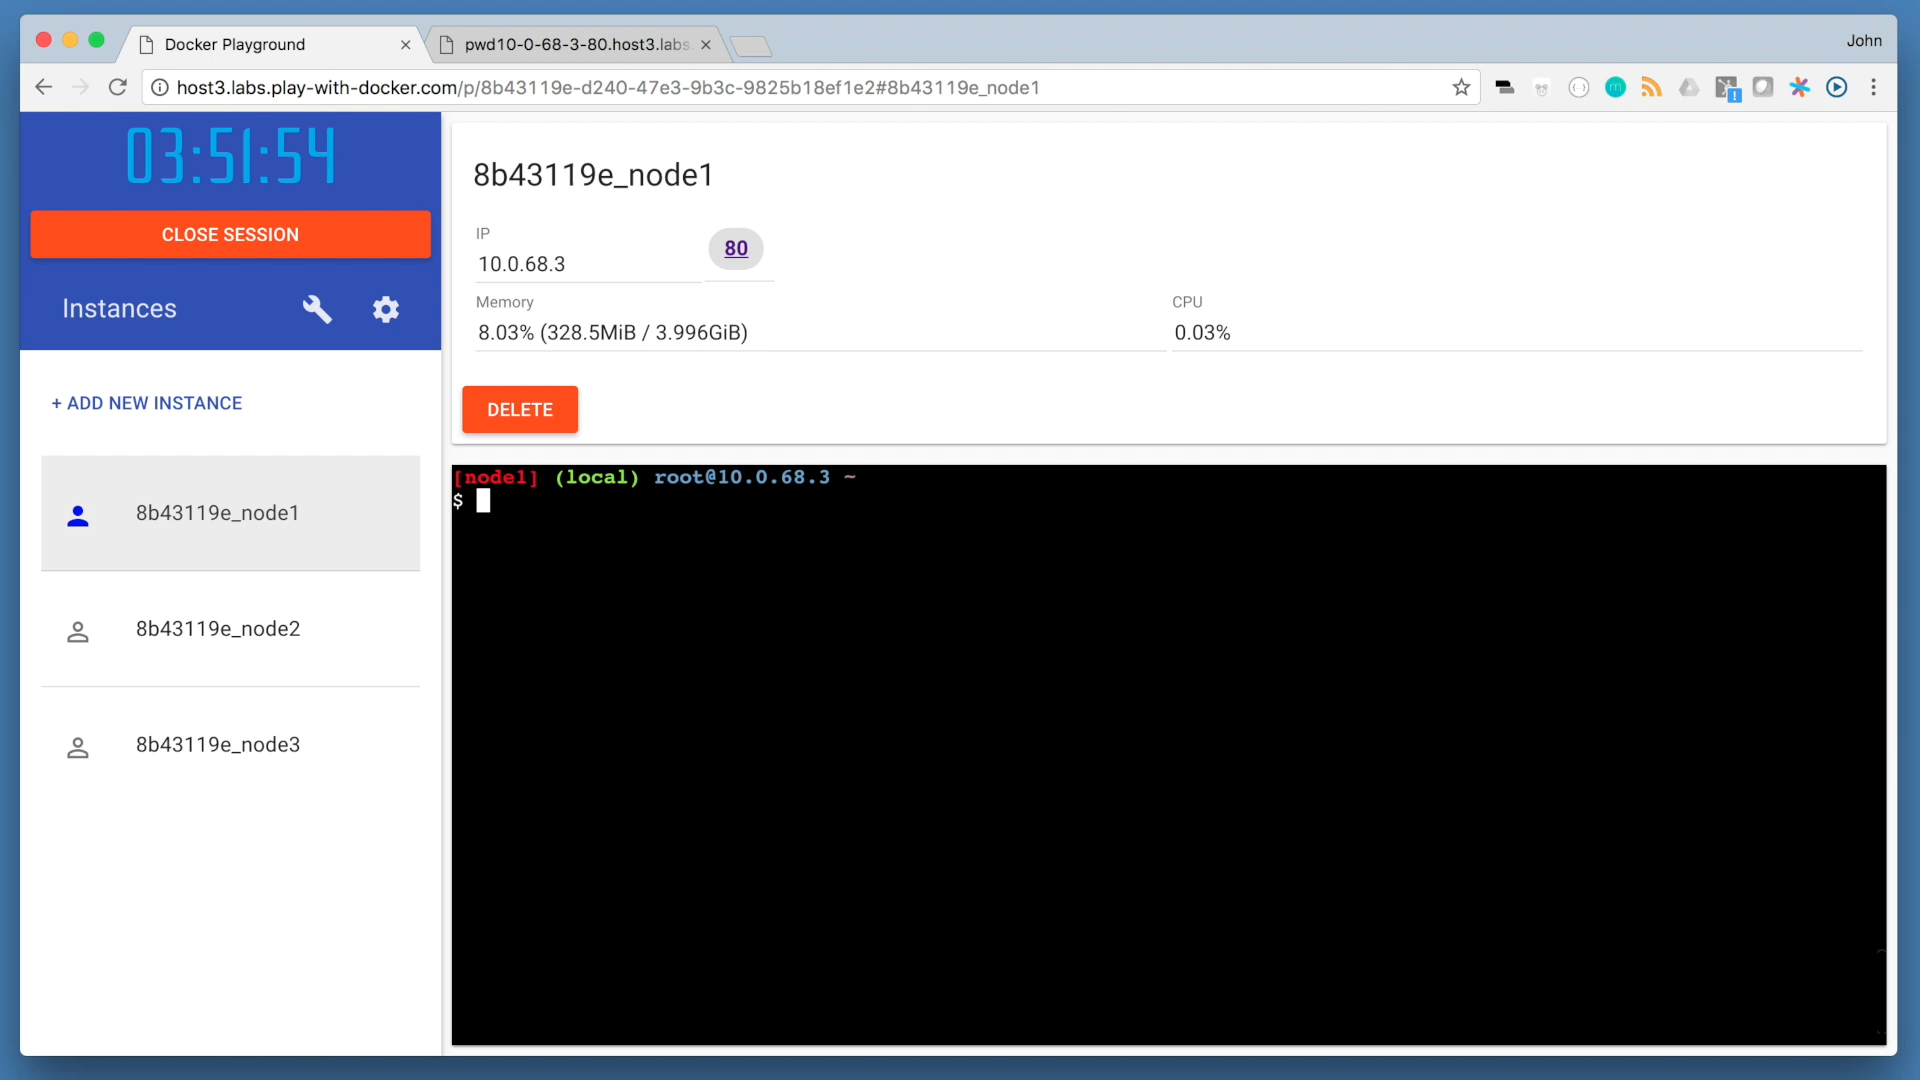 Docker Playground
pwd10-0-68-3-80.host3.labs.
John
host3.labs.play-with-docker.com/p/8b43119e-d240-47e3-9b3c-9825b18ef1e2#8b43119e_node1
03:51:54
CLOSE SESSION
Instances
+ ADD NEW INSTANCE
8b43119e_node1
8b43119e_node2
8b43119e_node3
8b43119e_node1
IP
10.0.68.3
80
Memory
8.03% (328.5MiB / 3.996GiB)
CPU
0.03%
DELETE
[node1] (local) root@10.0.68.3 ~
$